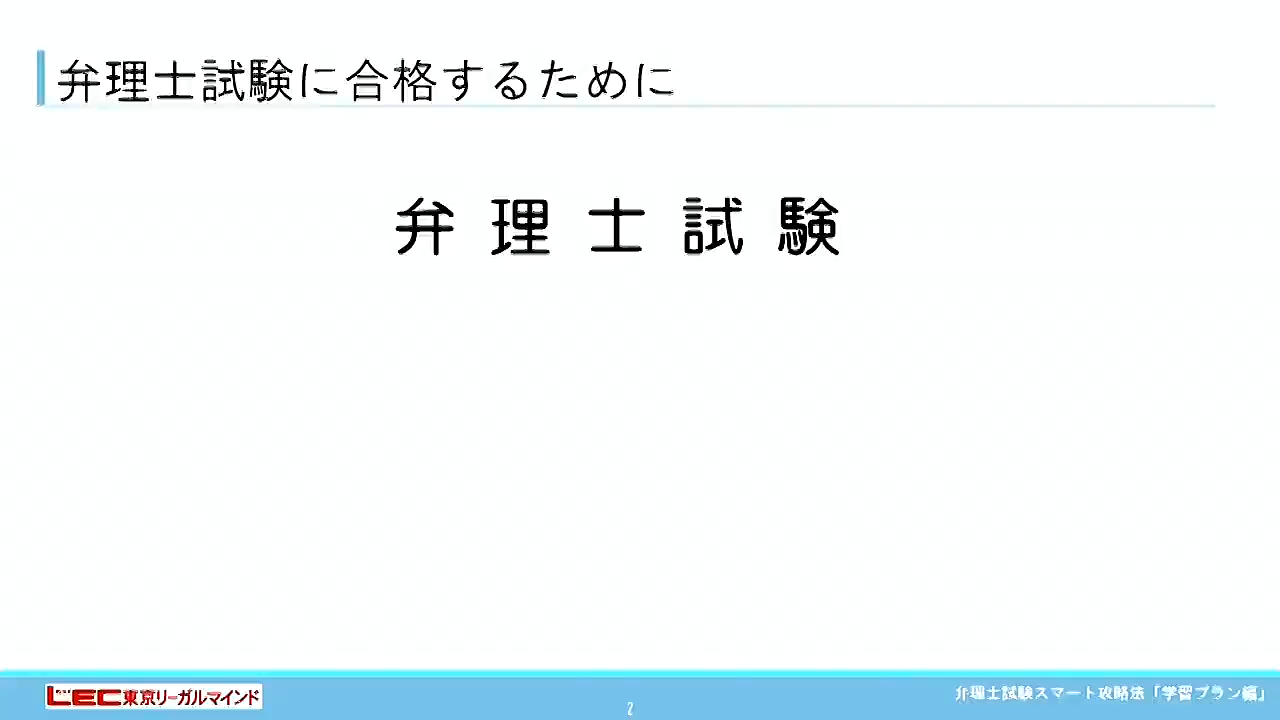 弁理士試験に合格するために
弁理士試験
LEC東京リーガルマインド
2
弁理士試験スマート攻略法「学習プラン編」